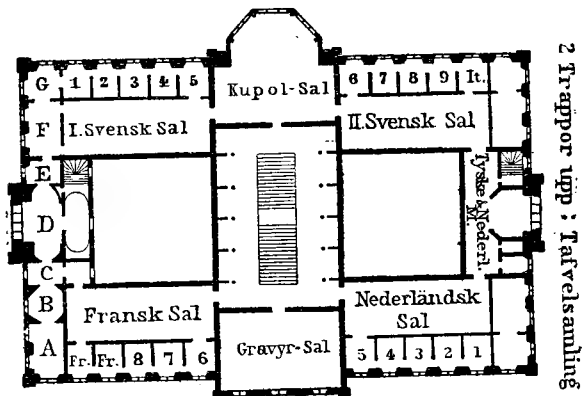 G 1 2 3 4 5
Kupol-Sal
6 7 8 9 It.
F I. Svensk Sal
II. Svensk Sal
E
D
C
B
A
Tyske & Nederl. M.
Fransk Sal
Nederländsk
Sal
Fr. Fr. 8 7 6
Gravyr-Sal
5 4 3 2 1
2 Trappor upp: Tafvelsamling